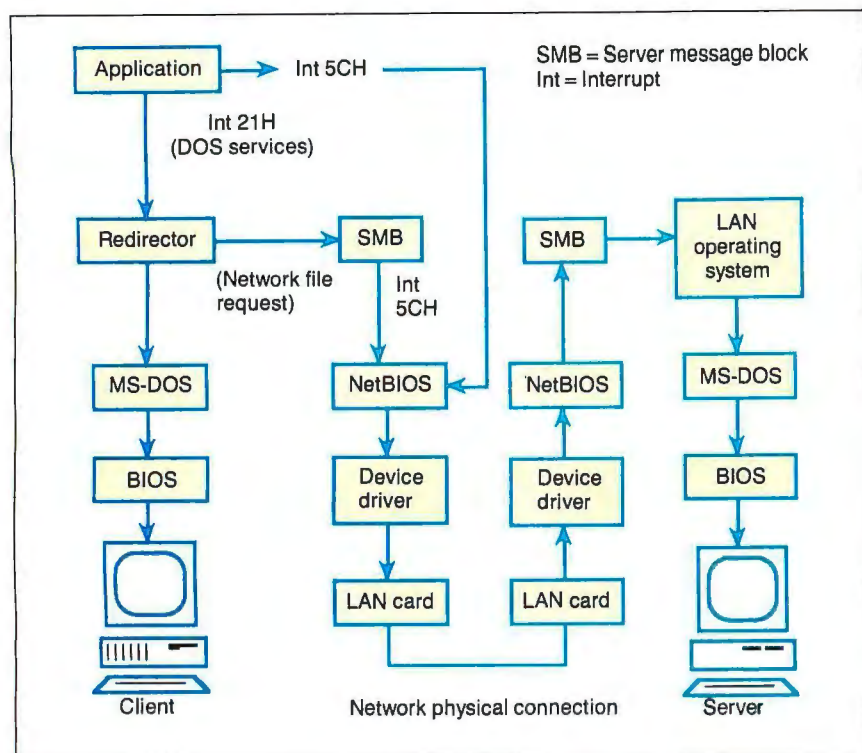 Application
Int 5CH
SMB = Server message block
Int = Interrupt
Int 21H
(DOS services)
Redirector
SMB
SMB
LAN
operating
system
(Network file
request)
Int
5CH
MS-DOS
NetBIOS
NetBIOS
MS-DOS
BIOS
Device
driver
Device
driver
BIOS
LAN card
LAN card
Client
Network physical connection
Server